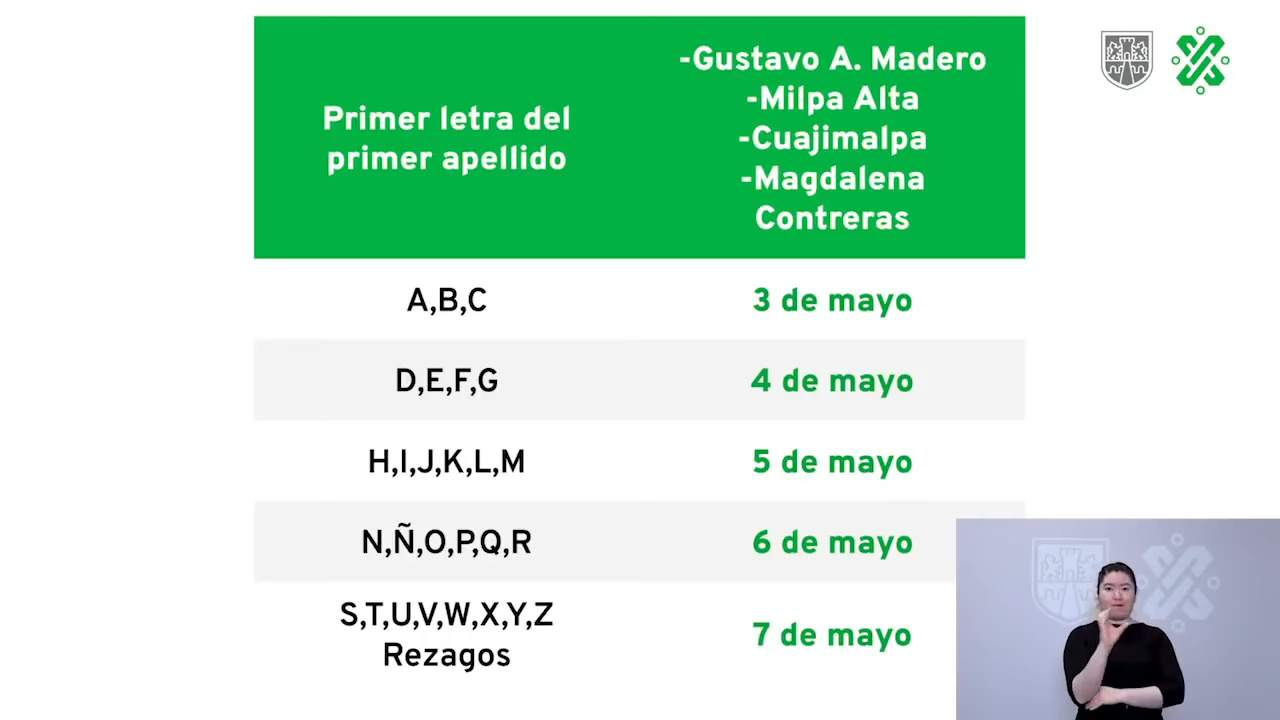 Primer letra del
primer apellido
-Gustavo A. Madero
-Milpa Alta
-Cuajimalpa
-Magdalena
Contreras
A,B,C
3 de mayo
D,E,F,G
4 de mayo
H,I,J,K,L,M
5 de mayo
N,Ñ,O,P,Q,R
6 de mayo
S,T,U,V,W,X,Y,Z
Rezagos
7 de mayo